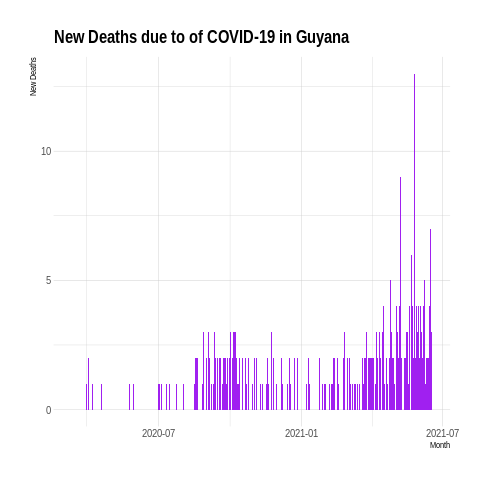 New Deaths due to of COVID-19 in Guyana
New Deaths
10
5
0
2020-07
2021-01
2021-07
Month